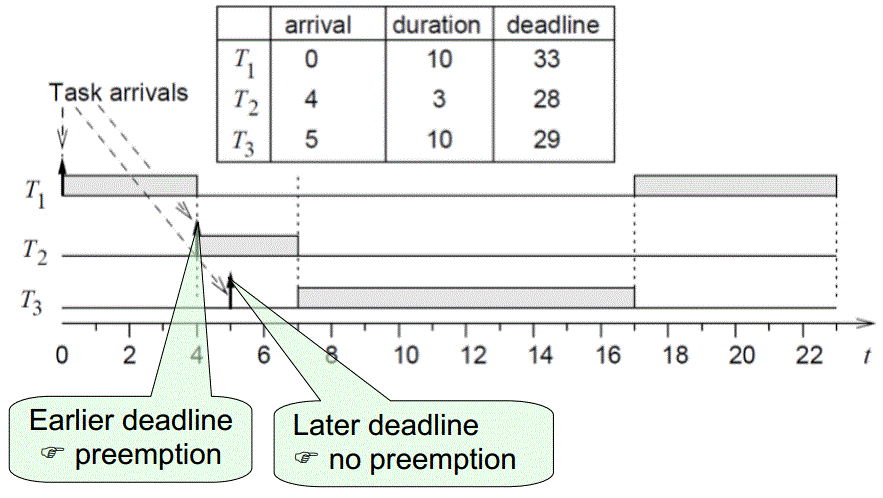 arrival duration deadline
T1 0 10 33
T2 4 3 28
T3 5 10 29
Task arrivals
T1
T2
T3
0 2 4 6 8 10 12 14 16 18 20 22 t
Earlier deadline
☞ preemption
Later deadline
☞ no preemption